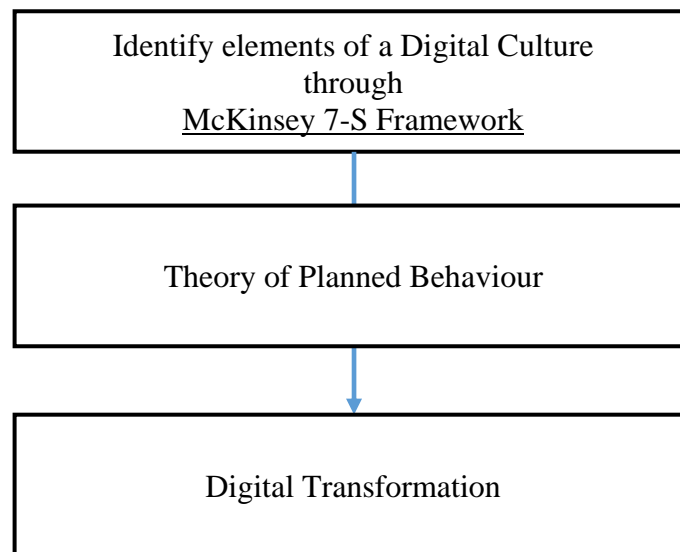 Identify elements of a Digital Culture
through
McKinsey 7-S Framework
Theory of Planned Behaviour
Digital Transformation